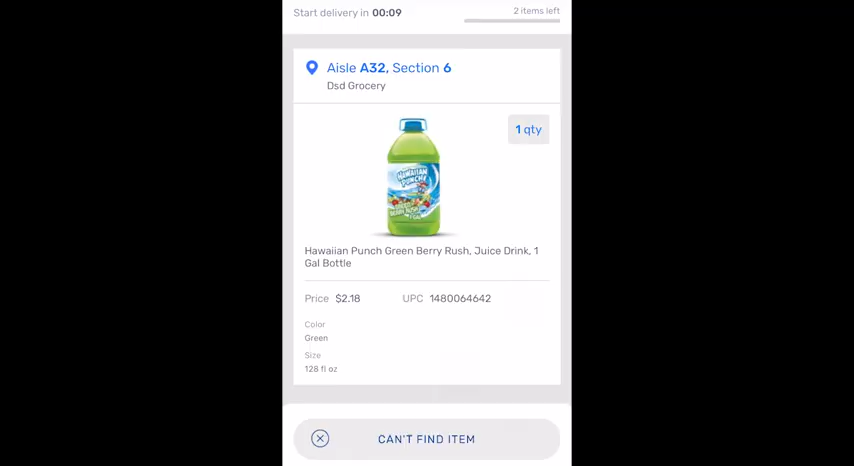 Start delivery in 00:09
2 items left
Aisle A32, Section 6
Dsd Grocery
1 qty
HAWAIIAN
PUNCH
Hawaiian Punch Green Berry Rush, Juice Drink, 1
Gal Bottle
Price $2.18 UPC 1480064642
Color
Green
Size
128 fl oz
CAN'T FIND ITEM